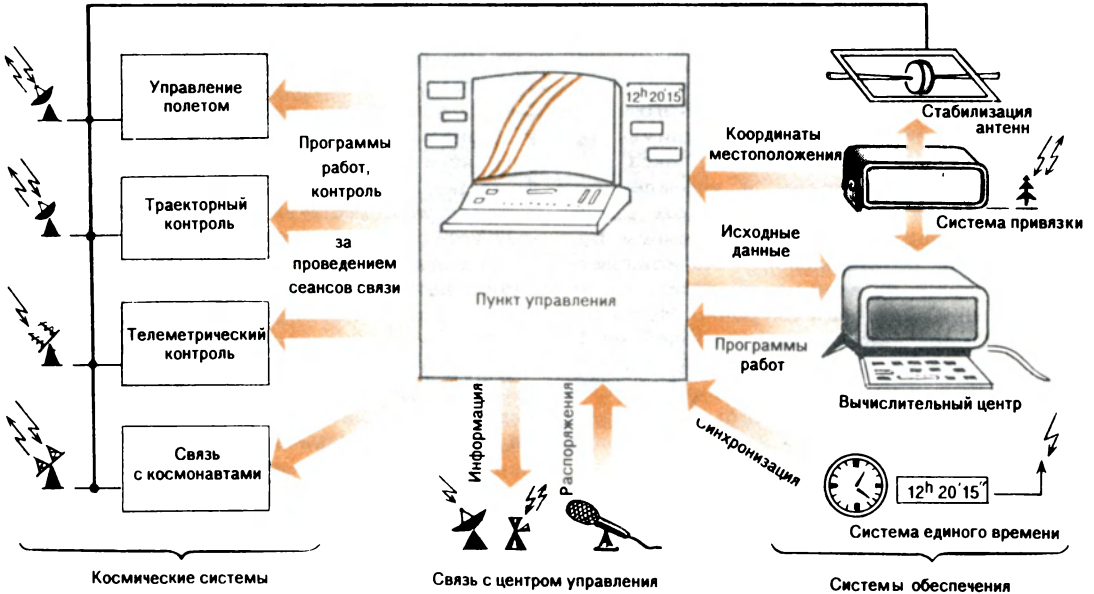 Управление
полетом
Траекторный
контроль
Телеметрический
контроль
Связь
с космонавтами
Космические системы
Программы
работ,
контроль
за
проведением
сеансов связи
12h 20'15"
Пункт управления
Информация
Распоряжения
Связь с центром управления
Координаты
местоположения
Исходные
данные
Программы
работ
Синхронизация
Стабилизация
антенн
Система привязки
Вычислительный центр
12h 20'15"
Система единого времени
Системы обеспечения